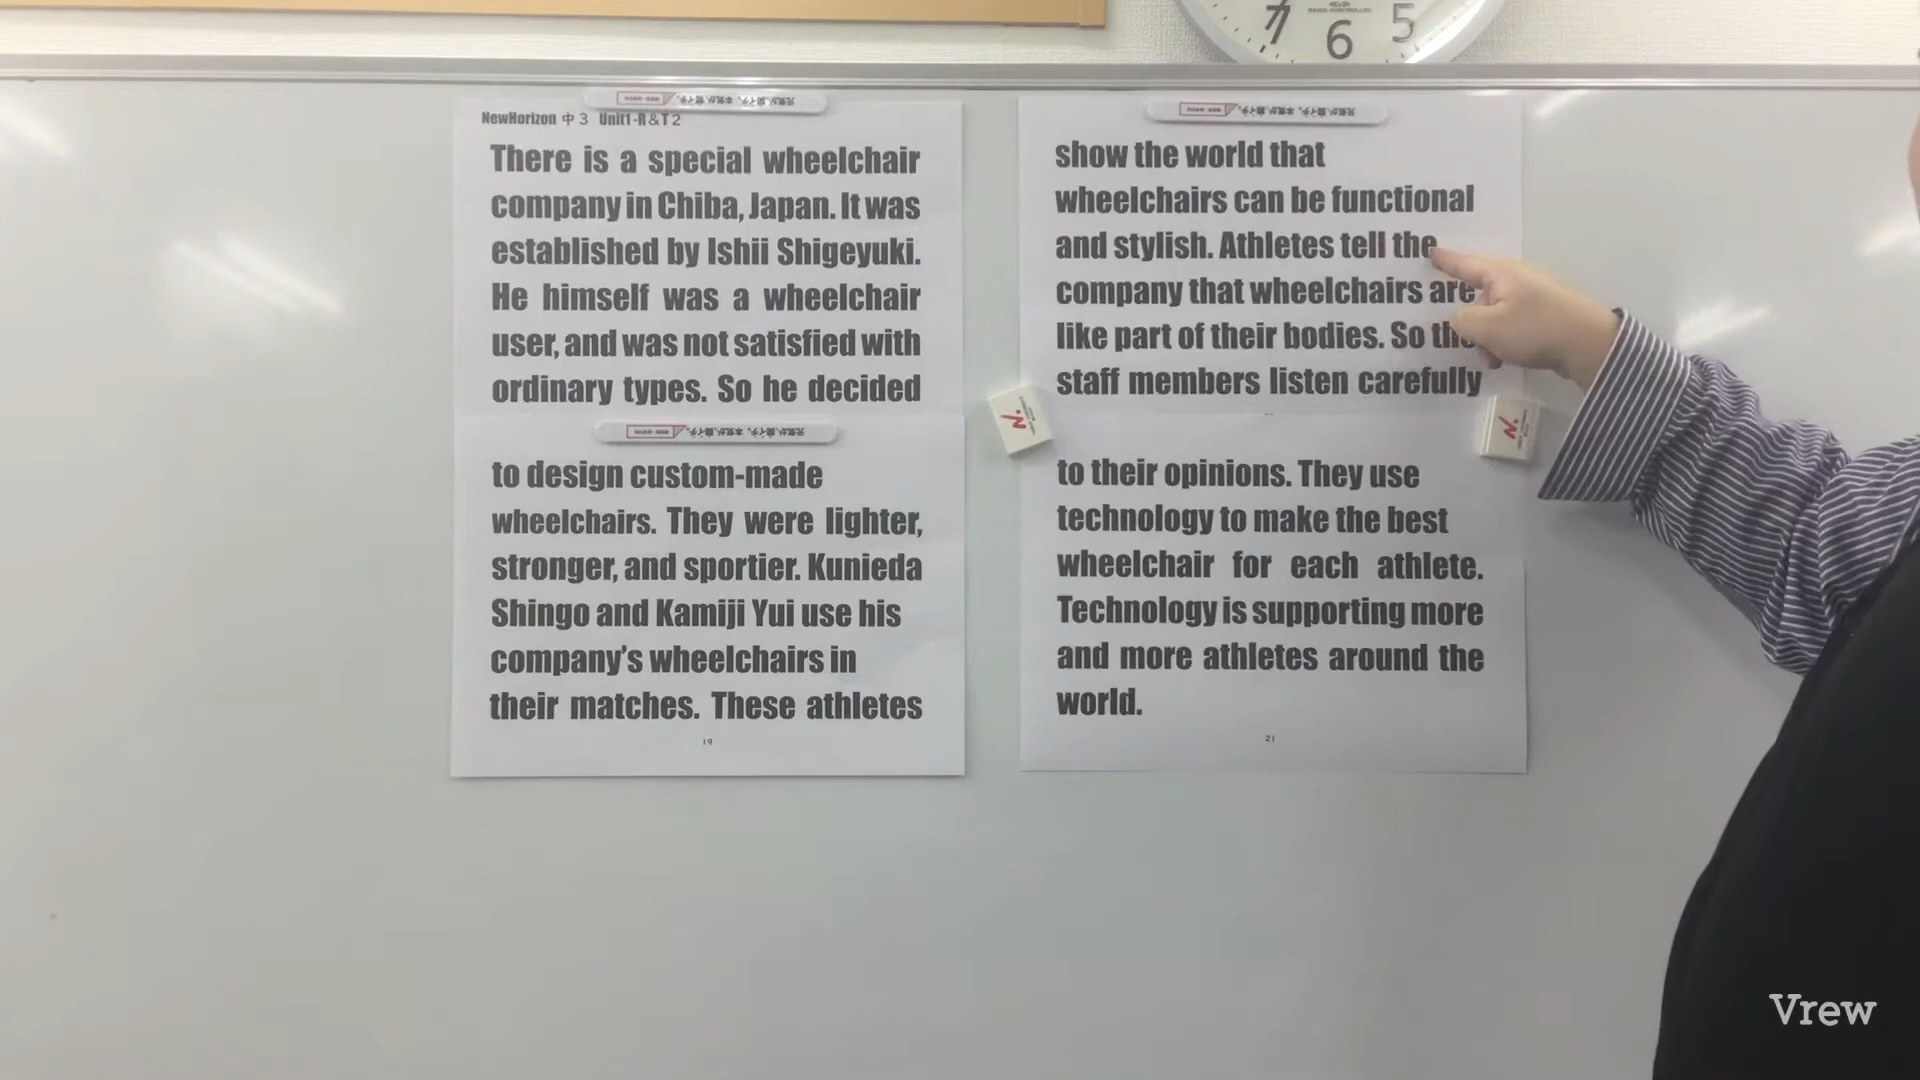 7 6 5
RADIO CONTROLLED
NewHorizon 中3 Unit1-R&T2
There is a special wheelchair
company in Chiba, Japan. It was
established by Ishii Shigeyuki.
He himself was a wheelchair
user, and was not satisfied with
ordinary types. So he decided
to design custom-made
wheelchairs. They were lighter,
stronger, and sportier. Kunieda
Shingo and Kamiji Yui use his
company's wheelchairs in
their matches. These athletes
19
show the world that
wheelchairs can be functional
and stylish. Athletes tell the
company that wheelchairs are
like part of their bodies. So the
staff members listen carefully
to their opinions. They use
technology to make the best
wheelchair for each athlete.
Technology is supporting more
and more athletes around the
world.
21
N.
N.
Vrew